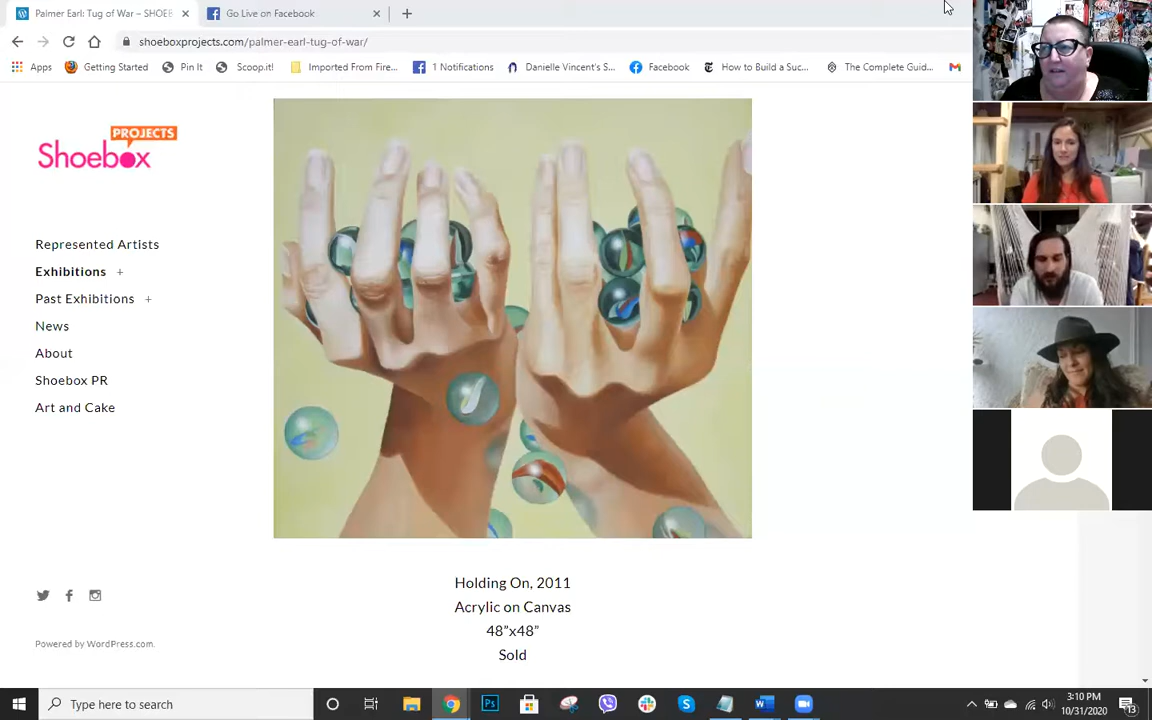 Palmer Earl: Tug of War – SHOEB
Go Live on Facebook
shoeboxprojects.com/palmer-earl-tug-of-war/
Apps
Getting Started
Pin It
Scoop.it!
Imported From Fire...
1 Notifications
Danielle Vincent's S...
Facebook
How to Build a Suc...
The Complete Guid...
PROJECTS
Shoebox
Represented Artists
Exhibitions +
Past Exhibitions +
News
About
Shoebox PR
Art and Cake
Holding On, 2011
Acrylic on Canvas
48”x48”
Sold
Powered by WordPress.com.
Type here to search
3:10 PM
10/31/2020
13